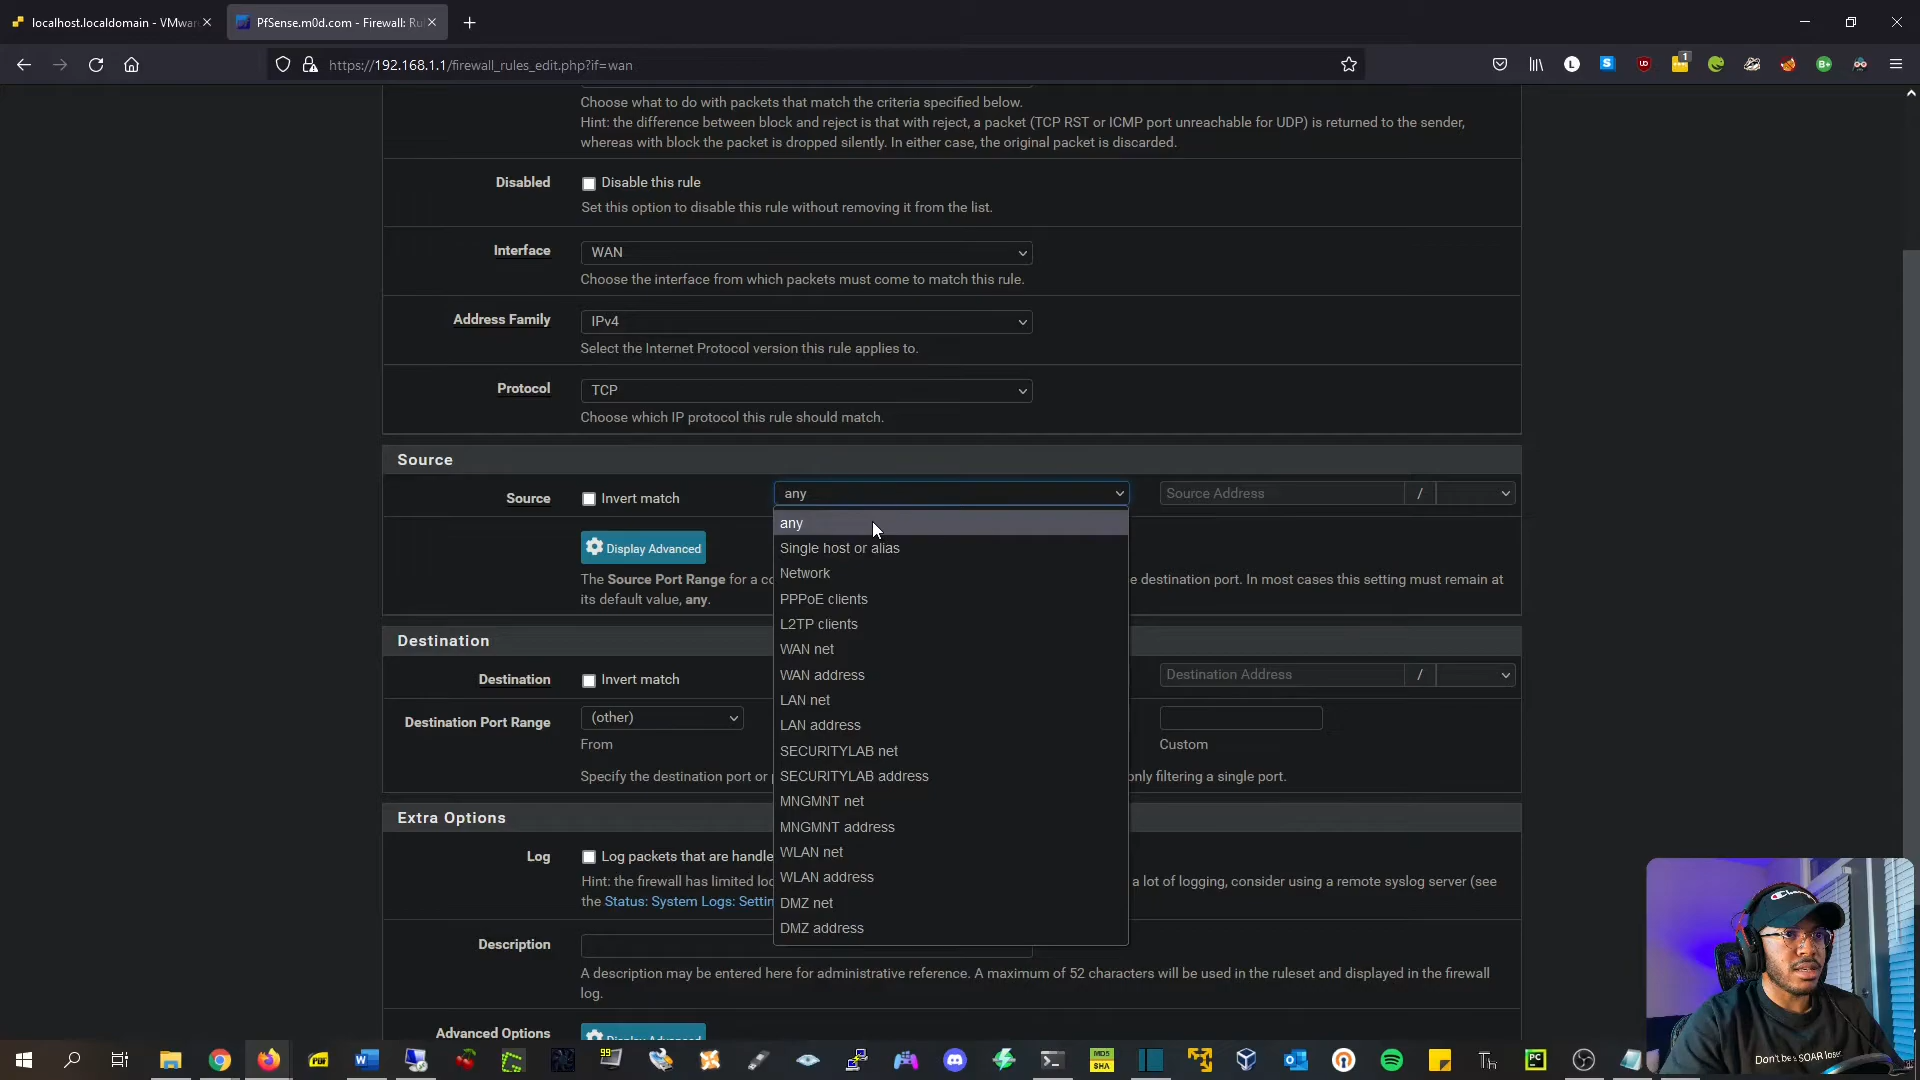 localhost.localdomain - VMwar
PfSense.m0d.com - Firewall: Ru
https://192.168.1.1/firewall_rules_edit.php?if=wan
Choose what to do with packets that match the criteria specified below.
Hint: the difference between block and reject is that with reject, a packet (TCP RST or ICMP port unreachable for UDP) is returned to the sender,
whereas with block the packet is dropped silently. In either case, the original packet is discarded.
Disabled
Disable this rule
Set this option to disable this rule without removing it from the list.
Interface
WAN
Choose the interface from which packets must come to match this rule.
Address Family
IPv4
Select the Internet Protocol version this rule applies to.
Protocol
TCP
Choose which IP protocol this rule should match.
Source
Source
Invert match
any
Source Address
/
any
Single host or alias
Network
PPPoE clients
L2TP clients
WAN net
WAN address
LAN net
LAN address
SECURITYLAB net
SECURITYLAB address
MNGMNT net
MNGMNT address
WLAN net
WLAN address
DMZ net
DMZ address
Display Advanced
The Source Port Range for a co
e destination port. In most cases this setting must remain at
its default value, any.
Destination
Destination
Invert match
Destination Address
/
Destination Port Range
(other)
From
Custom
Specify the destination port or p
only filtering a single port.
Extra Options
Log
Log packets that are handle
Hint: the firewall has limited loc
a lot of logging, consider using a remote syslog server (see
the Status: System Logs: Settin
Description
A description may be entered here for administrative reference. A maximum of 52 characters will be used in the ruleset and displayed in the firewall
log.
Advanced Options
Display Advanced
Champion
Don't be a SOAR loser